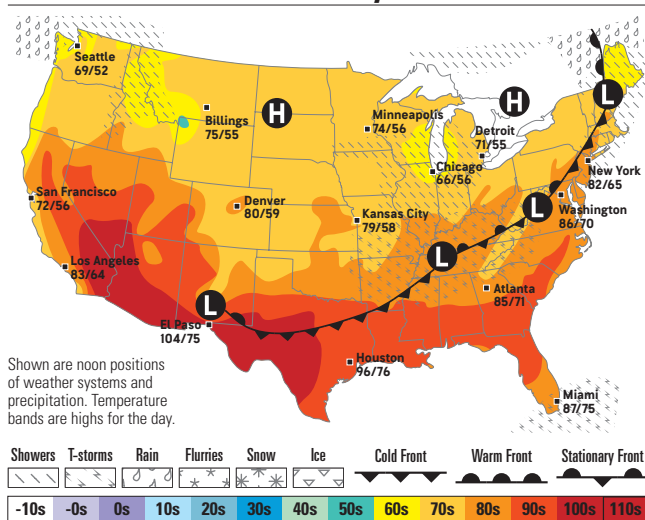 Seattle
69/52
Billings
75/55
H
Minneapolis
74/56
H
L
Detroit
71/55
Chicago
66/56
New York
82/65
San Francisco
72/56
Denver
80/59
Kansas City
79/58
L
Washington
86/70
Los Angeles
83/64
L
L
Atlanta
85/71
El Paso
104/75
Houston
96/76
Miami
87/75
Shown are noon positions
of weather systems and
precipitation. Temperature
bands are highs for the day.
Showers T-storms Rain Flurries Snow Ice Cold Front Warm Front Stationary Front
-10s -0s 0s 10s 20s 30s 40s 50s 60s 70s 80s 90s 100s 110s